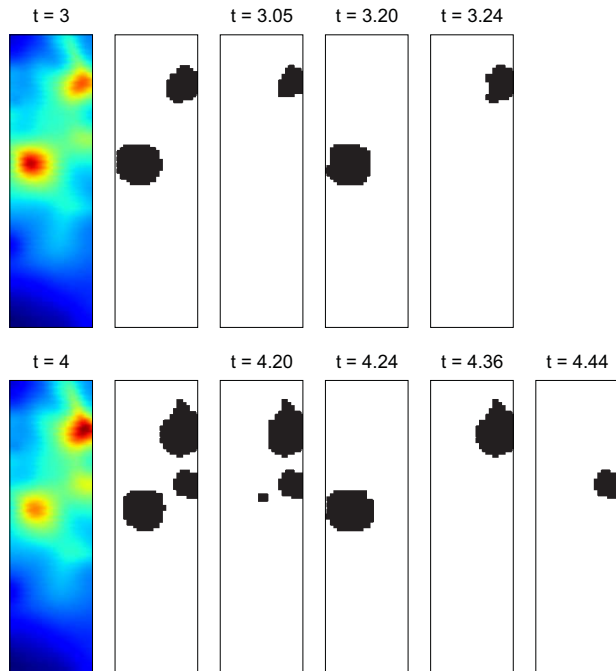 t = 3
t = 3.05
t = 3.20
t = 3.24
t = 4
t = 4.20
t = 4.24
t = 4.36
t = 4.44